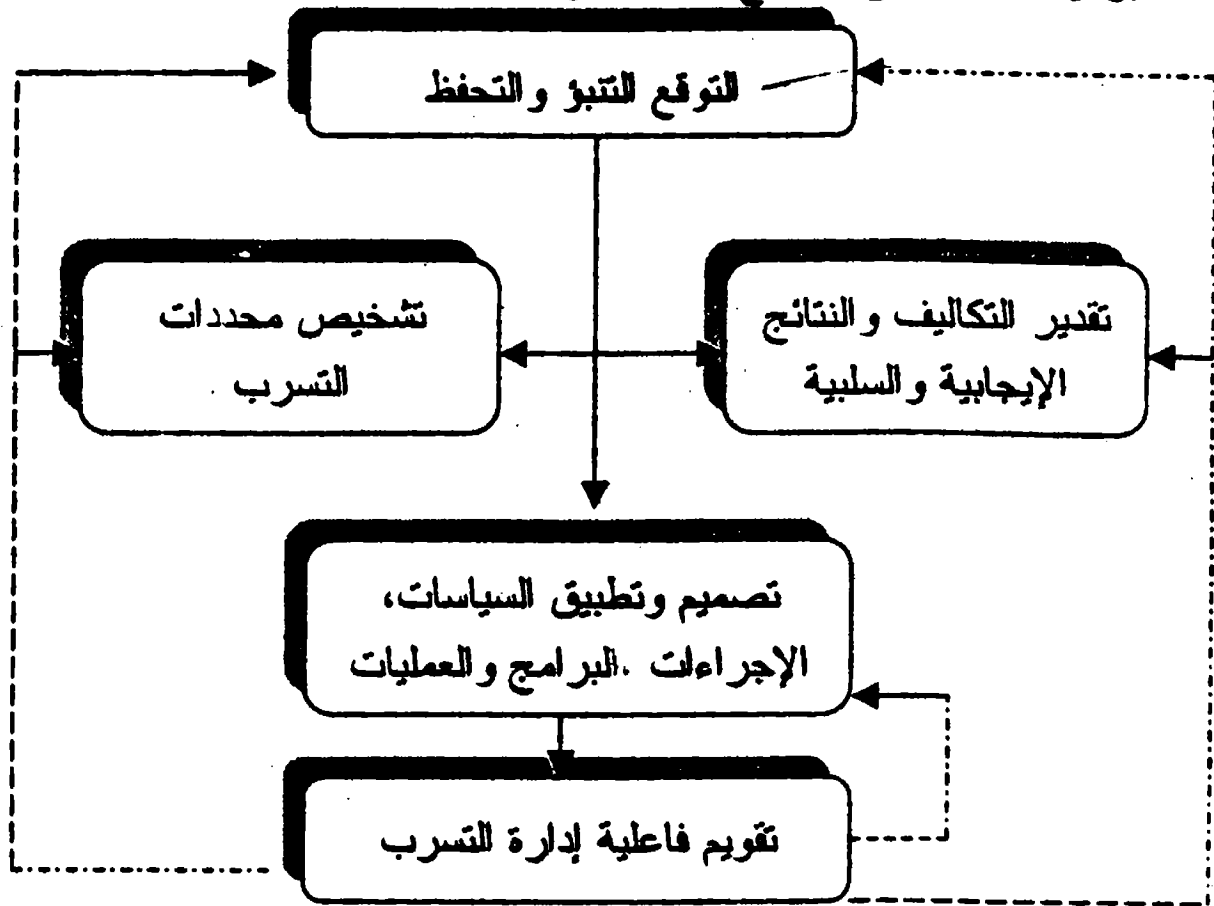 التوقع التنبؤ والتحفظ
تقدير التكاليف والنتائج
الإيجابية والسلبية
تشخيص محددات
التسرب
تصميم وتطبيق السياسات،
الإجراءات ،البرامج والعمليات
تقويم فاعلية إدارة التسرب